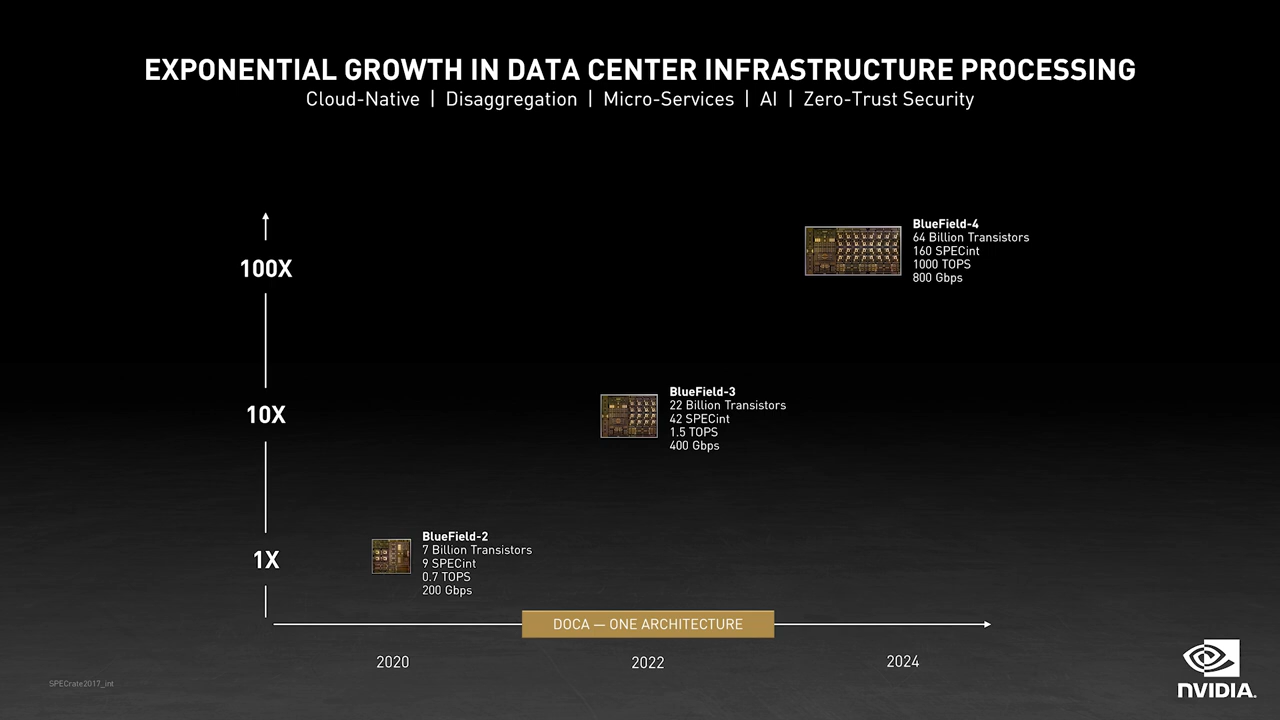 EXPONENTIAL GROWTH IN DATA CENTER INFRASTRUCTURE PROCESSING
Cloud-Native | Disaggregation | Micro-Services | AI | Zero-Trust Security
100X
BlueField-4
64 Billion Transistors
160 SPECint
1000 TOPS
800 Gbps
10X
BlueField-3
22 Billion Transistors
42 SPECint
1.5 TOPS
400 Gbps
1X
BlueField-2
7 Billion Transistors
9 SPECint
0.7 TOPS
200 Gbps
DOCA — ONE ARCHITECTURE
2020
2022
2024
SPECrate2017_int
NVIDIA.